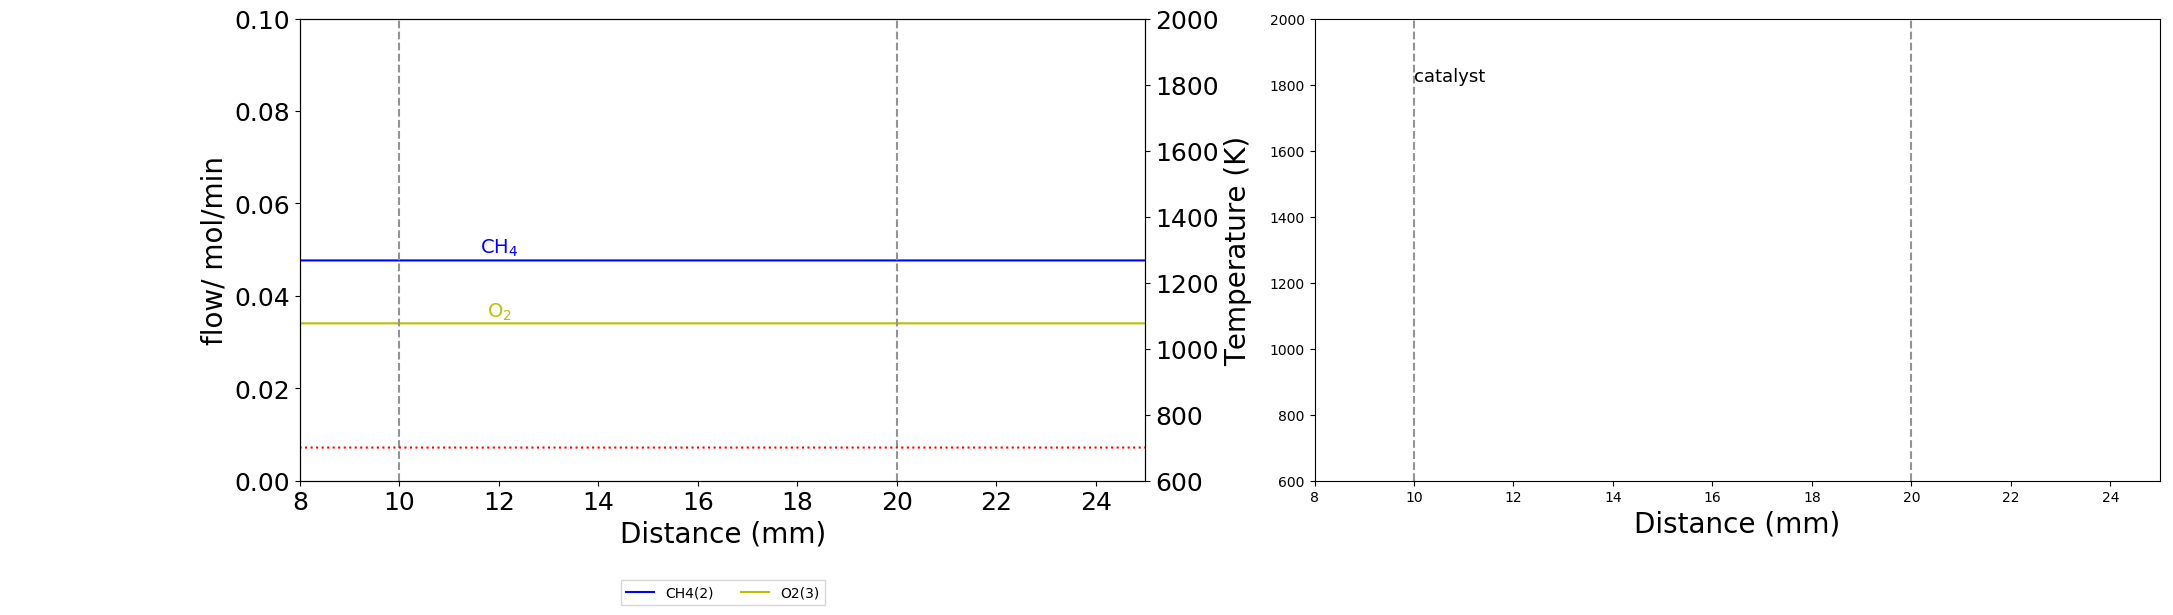 0.10
0.08
0.06
0.04
0.02
0.00
flow/ mol/min
CH₄
O₂
8 10 12 14 16 18 20 22 24
Distance (mm)
2000
1800
1600
1400
1200
1000
800
600
Temperature (K)
CH4(2) O2(3)
2000
1800
1600
1400
1200
1000
800
600
catalyst
8 10 12 14 16 18 20 22 24
Distance (mm)